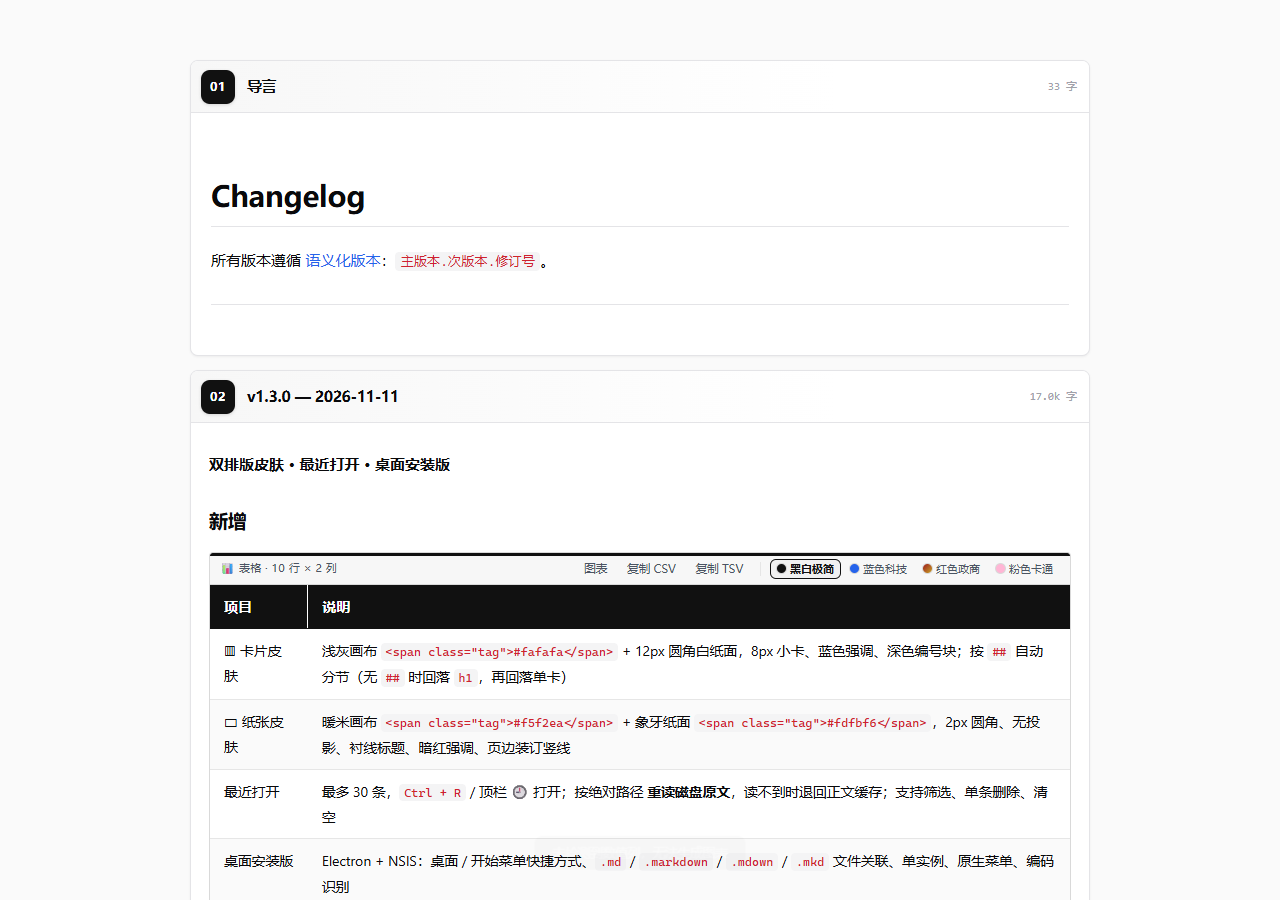 01 导言 33 字
Changelog
所有版本遵循 语义化版本： 主版本.次版本.修订号 。
02 v1.3.0 — 2026-11-11 17.0k 字
双排版皮肤 • 最近打开 • 桌面安装版
新增
📊 表格 · 10 行 × 2 列 图表 复制 CSV 复制 TSV 黑白极简 蓝色科技 红色政商 粉色卡通
项目 说明
▥ 卡片皮 浅灰画布 <span class="tag">#fafafa</span> + 12px 圆角白纸面，8px 小卡、蓝色强调、深色编号块；按 ## 自动
肤 分节（无 ## 时回落 h1 ，再回落单卡）
▭ 纸张皮 暖米画布 <span class="tag">#f5f2ea</span> + 象牙纸面 <span class="tag">#fdfbf6</span> ，2px 圆角、无投
肤 影、衬线标题、暗红强调、页边装订竖线
最近打开 最多 30 条， Ctrl + R / 顶栏 🕘 打开；按绝对路径 重读磁盘原文，读不到时退回正文缓存；支持筛选、单条删除、清
空
桌面安装版 Electron + NSIS：桌面 / 开始菜单快捷方式、 .md / .markdown / .mdown / .mkd 文件关联、单实例、原生菜单、编码
识别